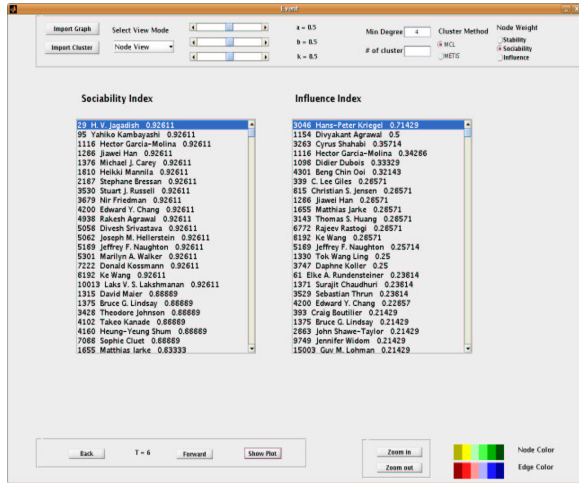 Event
Import Graph
Select View Mode
a = 0.5
Min Degree 4
Cluster Method
Node Weight
Import Cluster
Node View
b = 0.5
# of cluster
MCL
Stability
Sociability
k = 0.5
METIS
Influence
Sociability Index
29 H. V. Jagadish 0.92611
95 Yahiko Kambayashi 0.92611
1116 Hector Garcia-Molina 0.92611
1286 Jiawei Han 0.92611
1376 Michael J. Carey 0.92611
1610 Heikki Mannila 0.92611
2187 Stephane Bressan 0.92611
3530 Stuart J. Russell 0.92611
3679 Nir Friedman 0.92611
4200 Edward Y. Chang 0.92611
4938 Rakesh Agrawal 0.92611
5058 Divesh Srivastava 0.92611
5062 Joseph M. Hellerstein 0.92611
5189 Jeffrey F. Naughton 0.92611
5301 Marilyn A. Walker 0.92611
7222 Donald Kossmann 0.92611
8192 Ke Wang 0.92611
10013 Laks V. S. Lakshmanan 0.92611
1315 David Maier 0.88889
1375 Bruce G. Lindsay 0.88889
3428 Theodore Johnson 0.88889
4102 Takeo Kanade 0.88889
4160 Heung-Yeung Shum 0.88889
7088 Sophie Cluet 0.88889
1655 Matthias Jarke 0.83333
Influence Index
3046 Hans-Peter Kriegel 0.71429
1154 Divyakant Agrawal 0.5
3263 Cyrus Shahabi 0.35714
1116 Hector Garcia-Molina 0.34286
1098 Didier Dubois 0.33329
4301 Beng Chin Ooi 0.32143
339 C. Lee Giles 0.28571
815 Christian S. Jensen 0.28571
1286 Jiawei Han 0.28571
1655 Matthias Jarke 0.28571
3143 Thomas S. Huang 0.28571
6772 Rajeev Rastogi 0.28571
8192 Ke Wang 0.28571
5189 Jeffrey F. Naughton 0.25714
1330 Tok Wang Ling 0.25
3747 Daphne Koller 0.25
61 Elke A. Rundensteiner 0.23814
1371 Surajit Chaudhuri 0.23814
3529 Sebastian Thrun 0.23814
4200 Edward Y. Chang 0.22857
393 Craig Boutilier 0.21429
1375 Bruce G. Lindsay 0.21429
2663 John Shawe-Taylor 0.21429
9749 Jennifer Widom 0.21429
15003 Guy M. Lohman 0.21429
Back
T = 6
Forward
Show Plot
Zoom in
Node Color
Zoom out
Edge Color